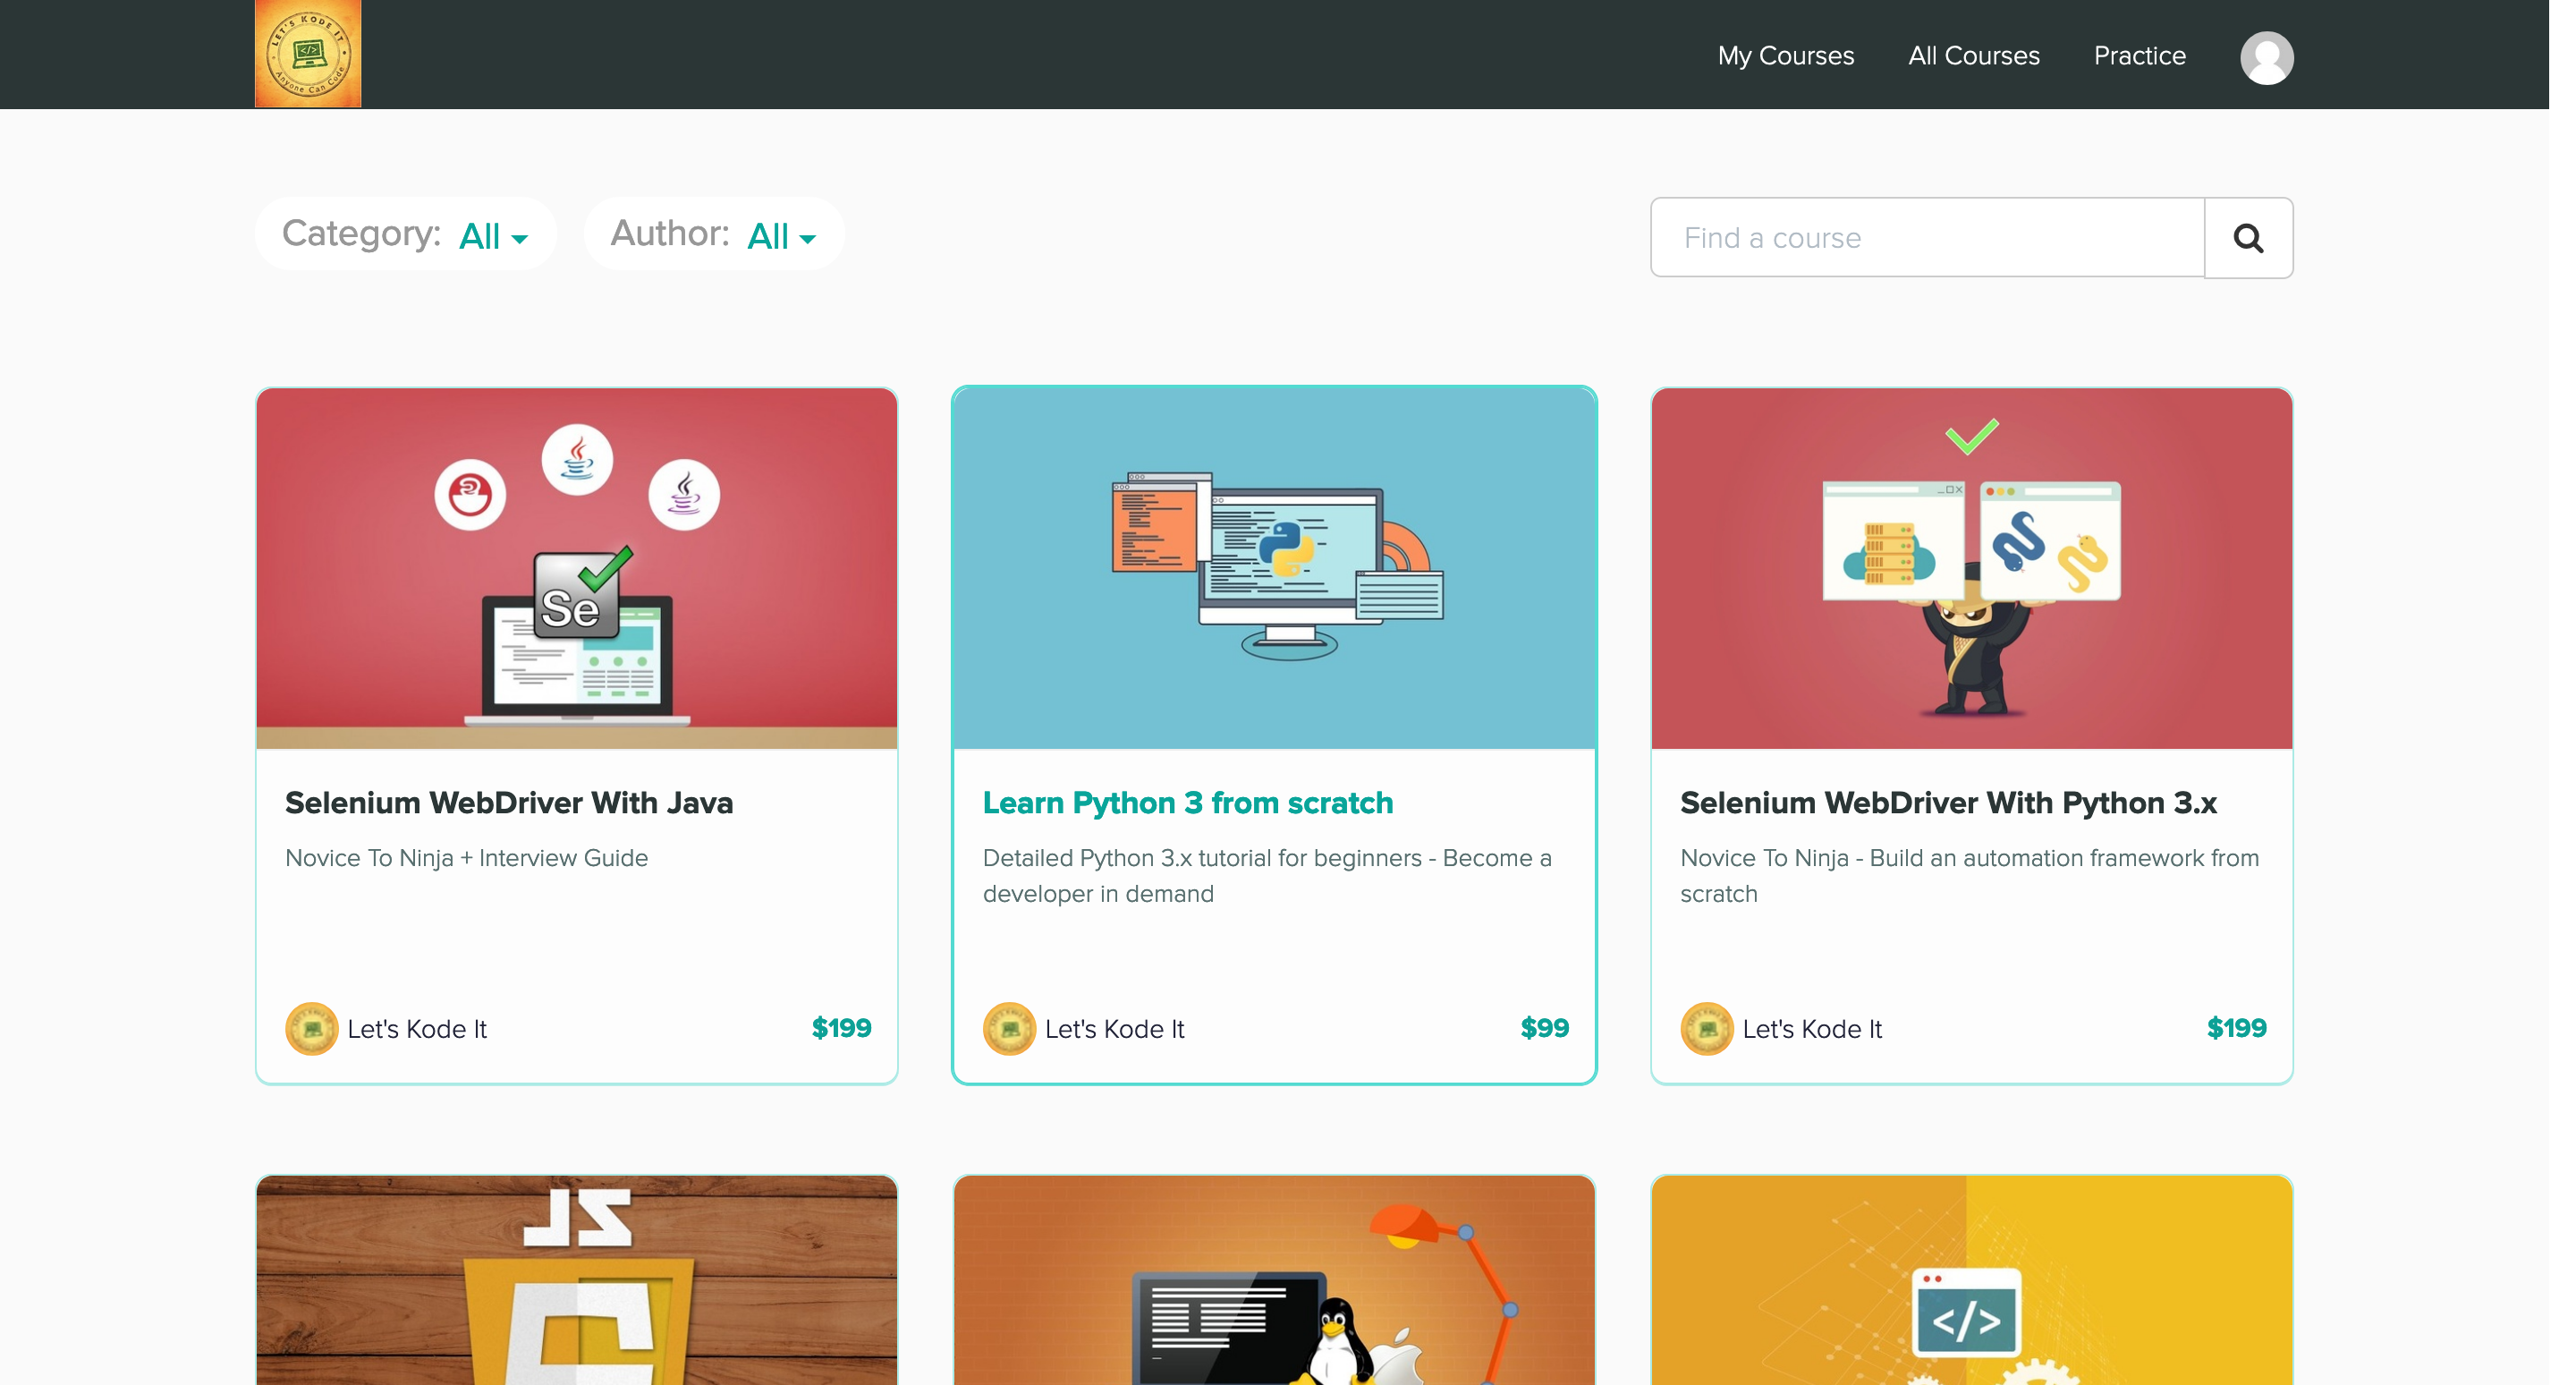 LET'S KODE IT
</>
Anyone Can Code
My Courses
All Courses
Practice
Category: All
Author: All
Find a course
Se
Selenium WebDriver With Java
Novice To Ninja + Interview Guide
Let's Kode It
$199
Learn Python 3 from scratch
Detailed Python 3.x tutorial for beginners - Become a
developer in demand
Let's Kode It
$99
Selenium WebDriver With Python 3.x
Novice To Ninja - Build an automation framework from
scratch
Let's Kode It
$199
JS
</>